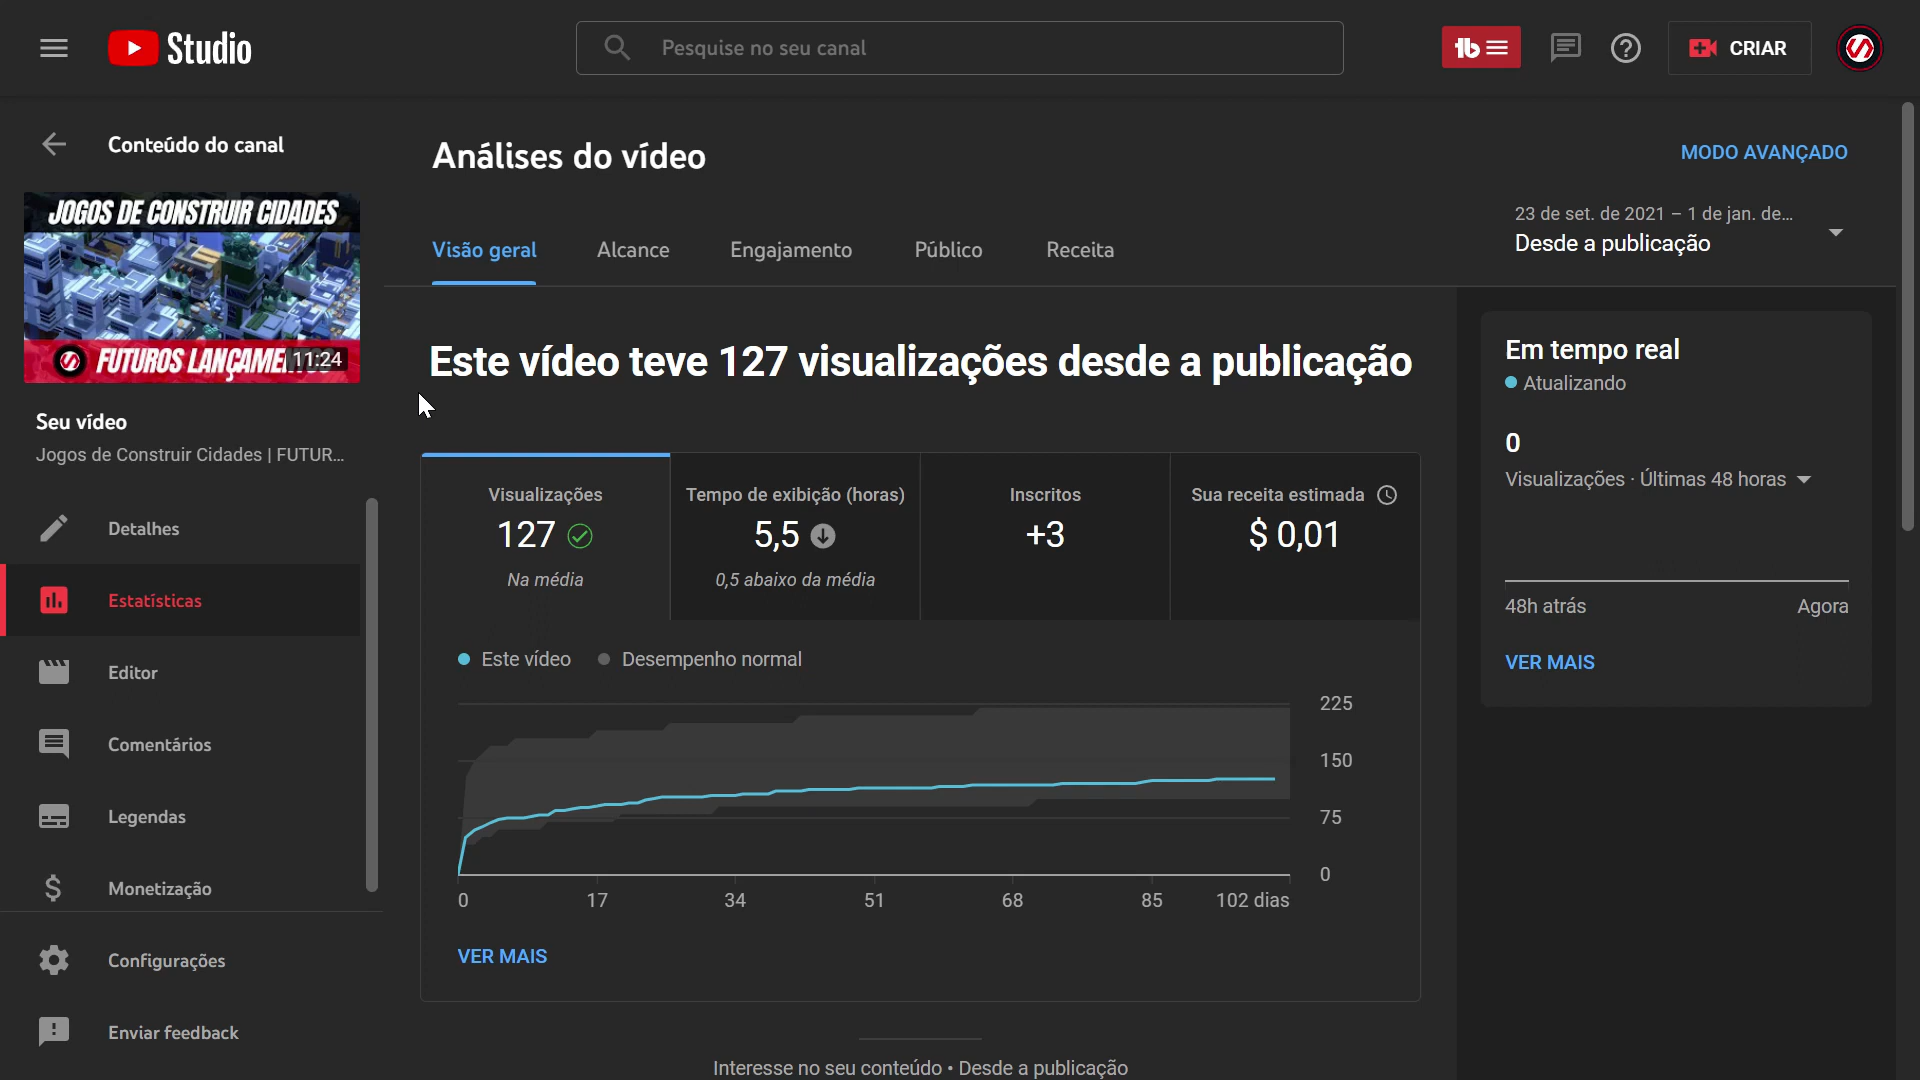 Studio
Pesquise no seu canal
CRIAR
Conteúdo do canal
JOGOS DE CONSTRUIR CIDADES
11:24
Seu vídeo
Jogos de Construir Cidades | FUTUR...
Detalhes
Estatísticas
Editor
Comentários
Legendas
Monetização
Configurações
Enviar feedback
Análises do vídeo
MODO AVANÇADO
Visão geral
Alcance
Engajamento
Público
Receita
23 de set. de 2021 – 1 de jan. de...
Desde a publicação
Este vídeo teve 127 visualizações desde a publicação
Visualizações
127
Na média
Tempo de exibição (horas)
5,5
0,5 abaixo da média
Inscritos
+3
Sua receita estimada
$ 0,01
Este vídeo
Desempenho normal
225
150
75
0
0 17 34 51 68 85 102 dias
VER MAIS
Interesse no seu conteúdo • Desde a publicação
Em tempo real
Atualizando
0
Visualizações · Últimas 48 horas
48h atrás
Agora
VER MAIS